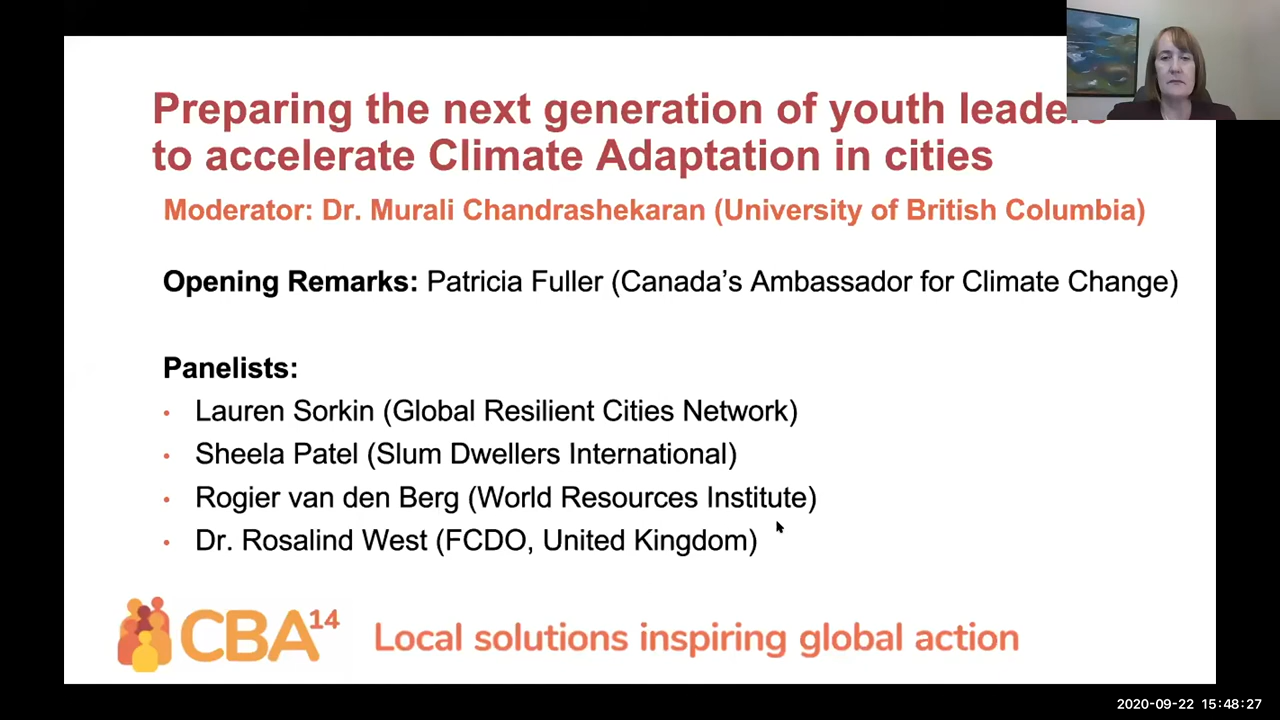 Preparing the next generation of youth leaders
to accelerate Climate Adaptation in cities
Moderator: Dr. Murali Chandrashekaran (University of British Columbia)
Opening Remarks: Patricia Fuller (Canada's Ambassador for Climate Change)
Panelists:
• Lauren Sorkin (Global Resilient Cities Network)
• Sheela Patel (Slum Dwellers International)
• Rogier van den Berg (World Resources Institute)
• Dr. Rosalind West (FCDO, United Kingdom)
CBA14 Local solutions inspiring global action
2020-09-22 15:48:27